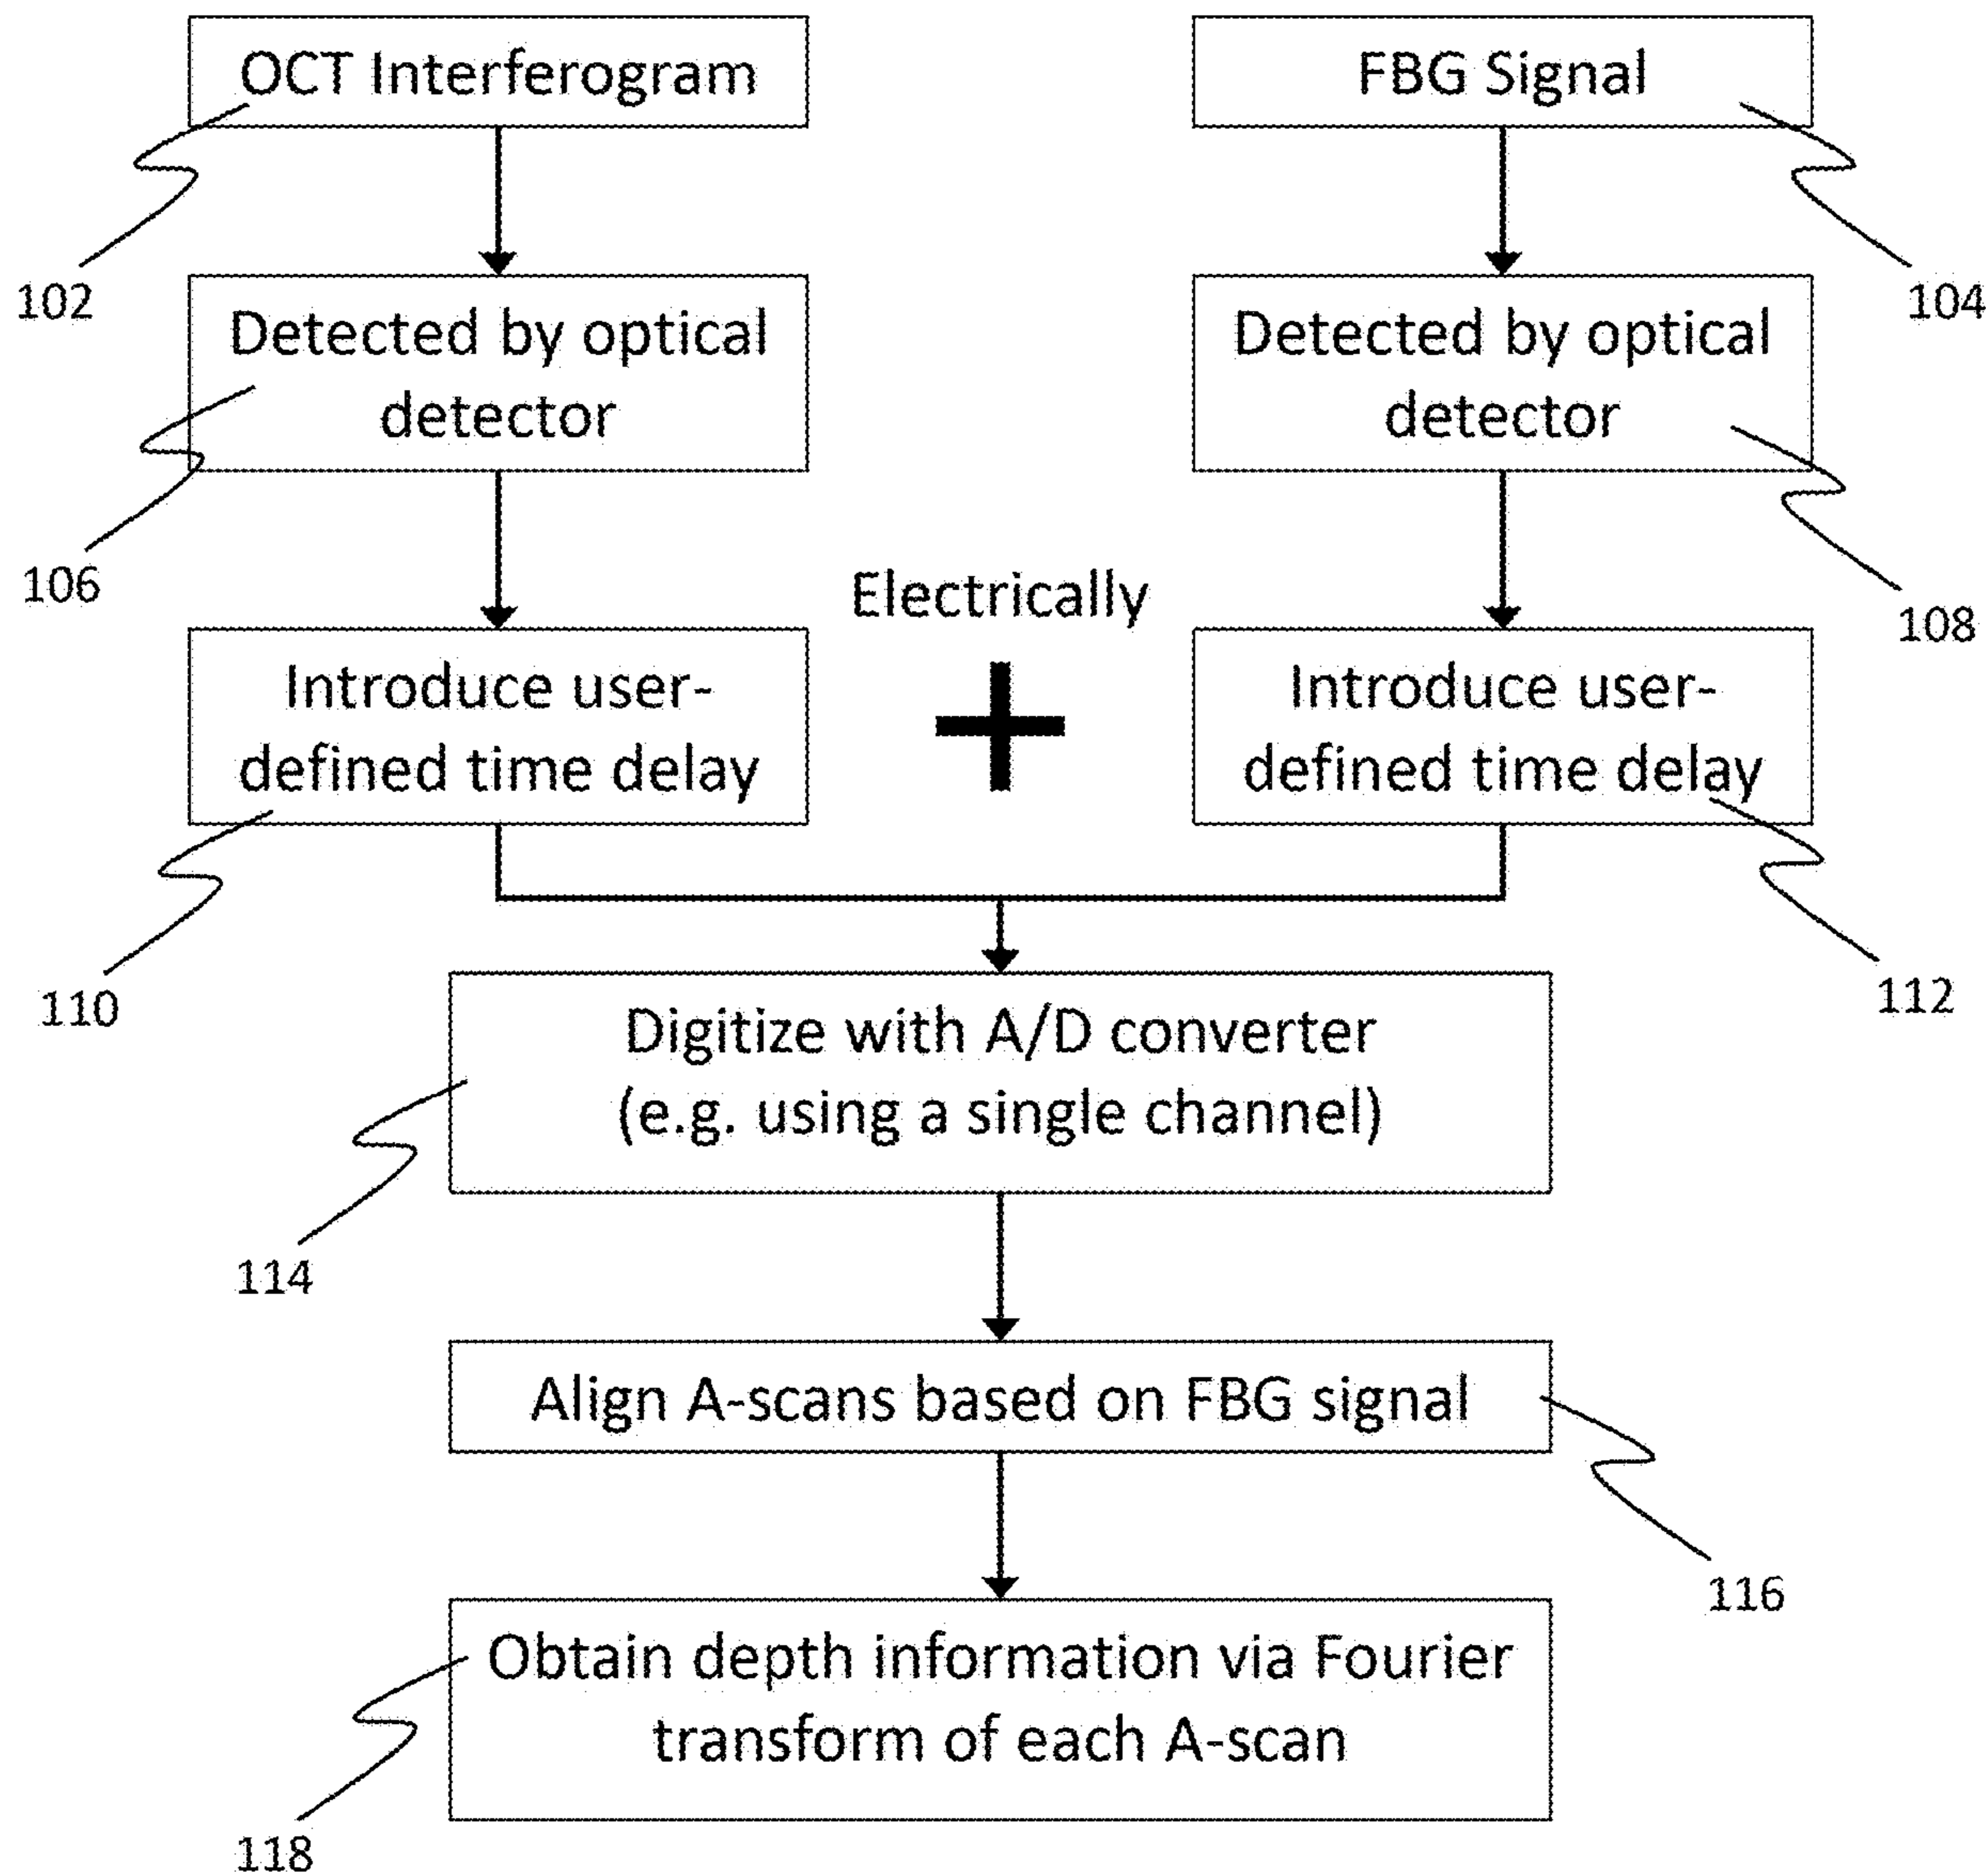 OCT Interferogram
FBG Signal
102
104
Detected by optical
detector
Detected by optical
detector
106
108
Electrically
+
Introduce user-
defined time delay
Introduce user-
defined time delay
110
112
Digitize with A/D converter
(e.g. using a single channel)
114
Align A-scans based on FBG signal
116
Obtain depth information via Fourier
transform of each A-scan
118